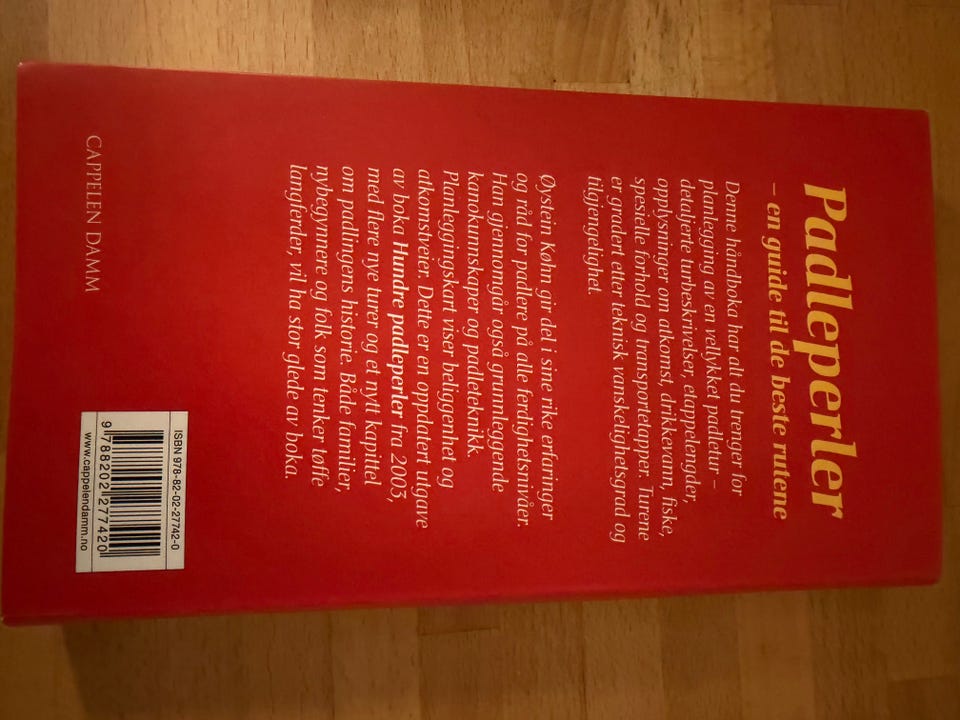 Padleperler
– en guide til de beste rutene
Denne håndboka har alt du trenger for
planlegging av en vellykket padletur –
detaljerte turbeskrivelser, etappelengder,
opplysninger om atkomst, drikkevann, fiske,
spesielle forhold og transportetapper. Turene
er gradert etter teknisk vanskelighetsgrad og
tilgjengelighet.
Øystein Køhn gir del i sine rike erfaringer
og råd for padlere på alle ferdighetsnivåer.
Han gjennomgår også grunnleggende
kanokunnskaper og padleteknikk.
Planleggingskart viser beliggenhet og
atkomstveier. Dette er en oppdatert utgave
av boka Hundre padleperler fra 2003,
med flere nye turer og et nytt kapittel
om padlingens historie. Både familier,
nybegynnere og folk som tenker tøffe
langferder, vil ha stor glede av boka.
ISBN 978-82-02-27742-0
9 788202 277420
www.cappelendamm.no
CAPPELEN DAMM